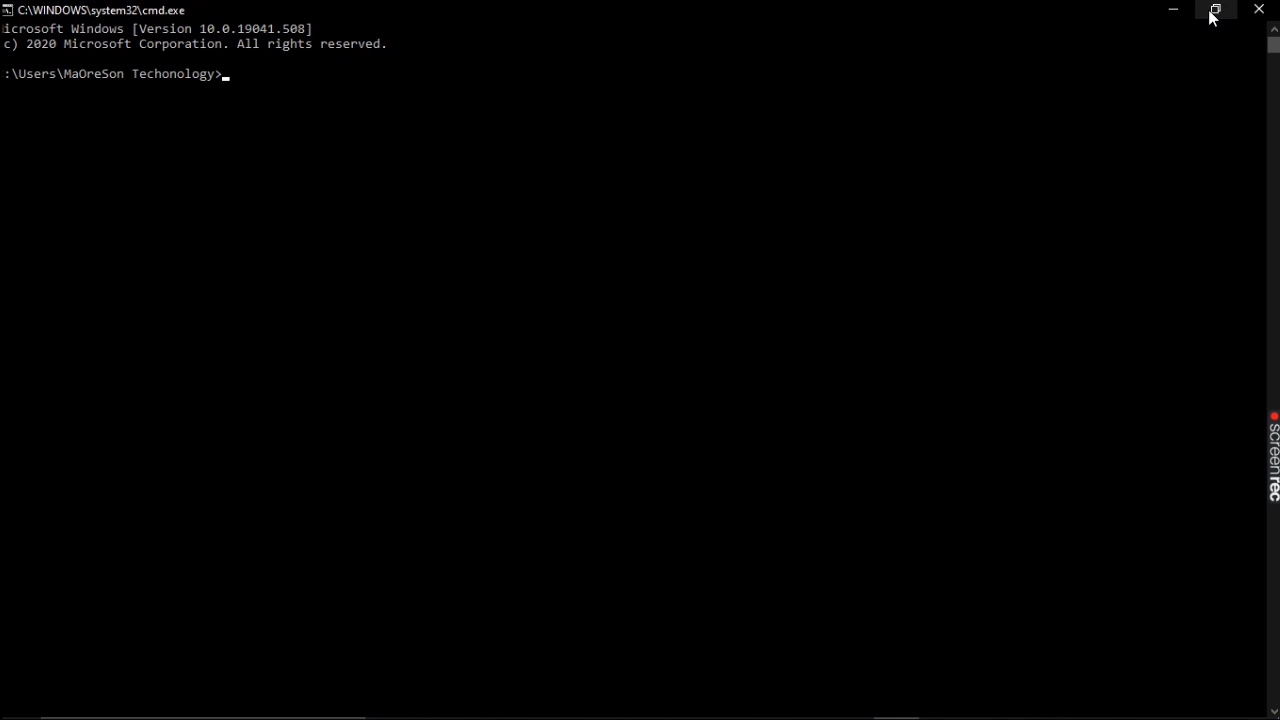 C:\WINDOWS\system32\cmd.exe
icrosoft Windows [Version 10.0.19041.508]
c) 2020 Microsoft Corporation. All rights reserved.
:\Users\MaOreSon Techonology>
screenrec